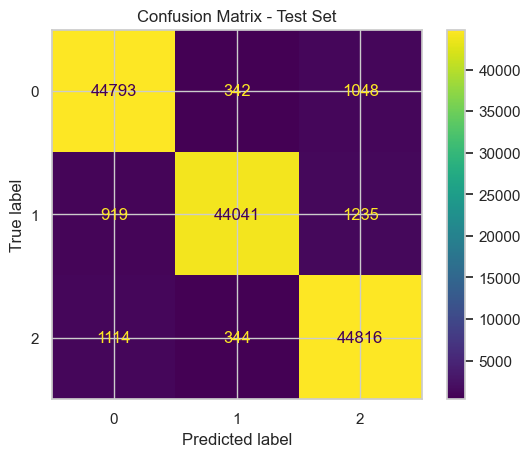 Confusion Matrix - Test Set
0 44793 342 1048
1 919 44041 1235
2 1114 344 44816
0 1 2
True label
Predicted label
40000
35000
30000
25000
20000
15000
10000
5000